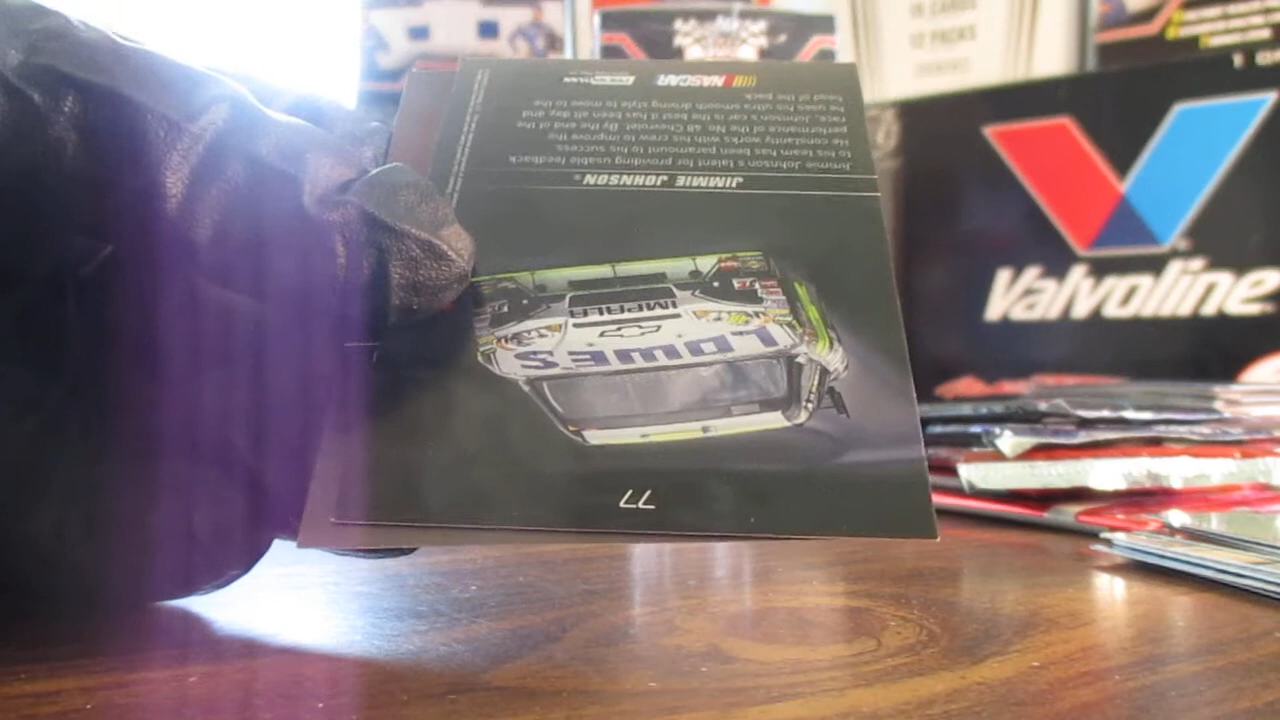 JIMMIE JOHNSON®
Jimmie Johnson's talent for providing usable feedback
to his team has been paramount to his success.
He constantly works with his crew to improve the
performance of the No. 48 Chevrolet. By the end of the
race, Johnson's car is the best it has been all day and
he uses his ultra smooth driving style to move to the
head of the pack.
NASCAR
77
LOWE'S
IMPALA
Valvoline
CARDS
PACKS